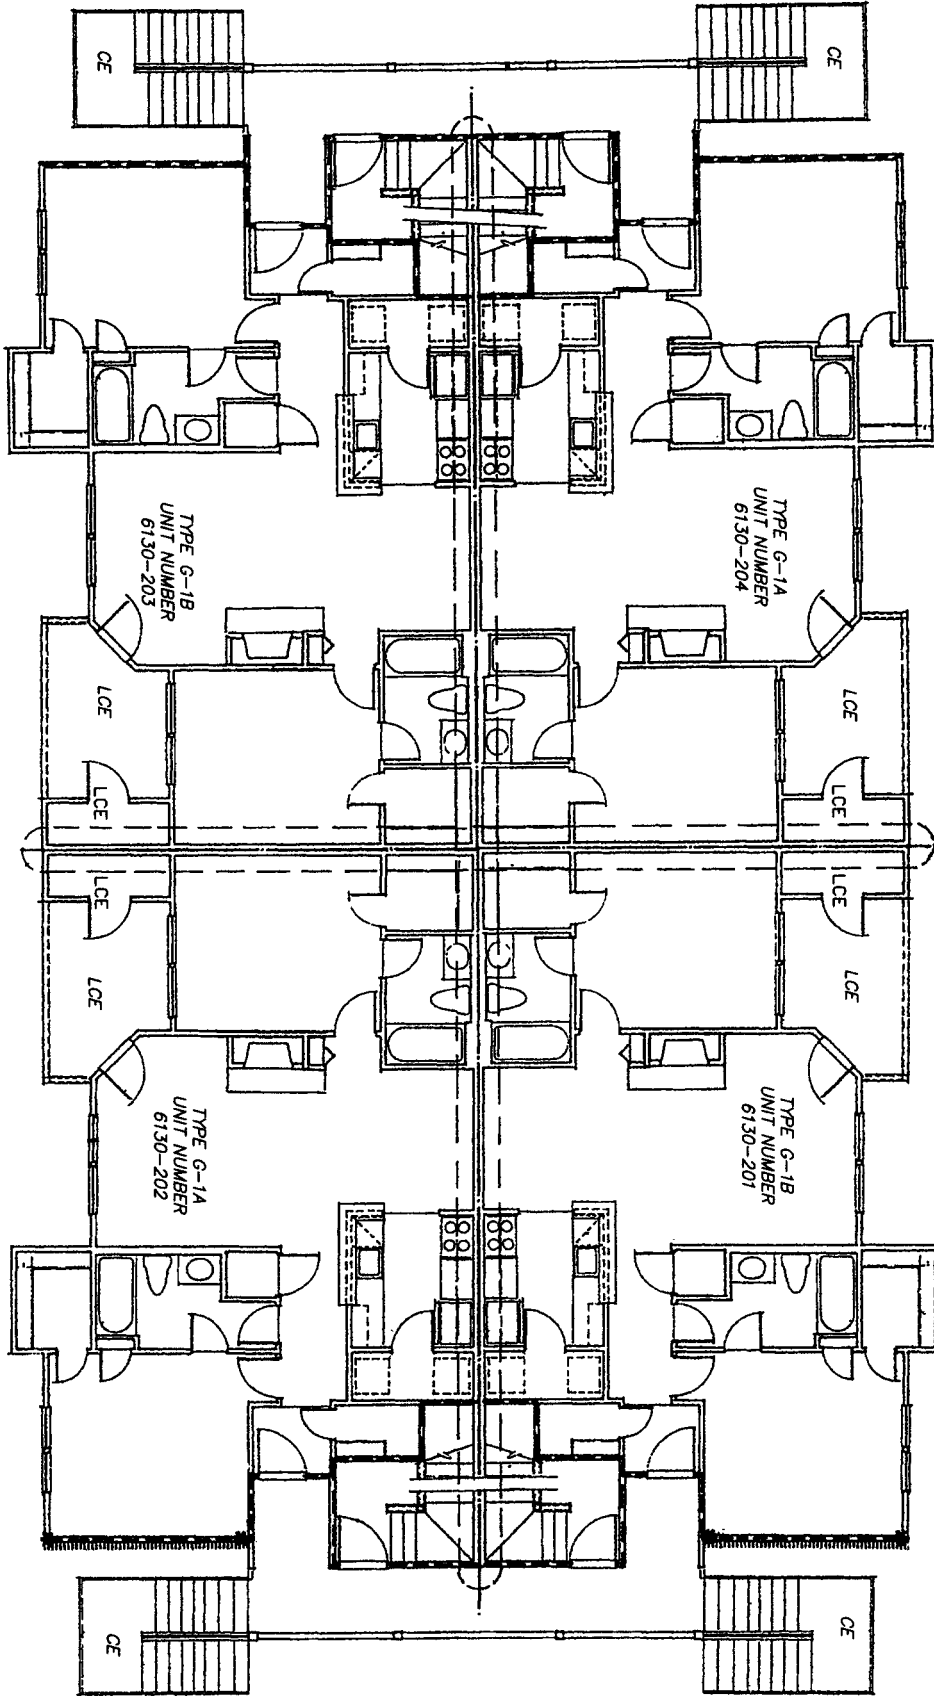 CE
CE
TYPE G-1B
UNIT NUMBER
6130-203
TYPE G-1A
UNIT NUMBER
6130-204
LCE
LCE
LCE
LCE
LCE
LCE
LCE
LCE
TYPE G-1A
UNIT NUMBER
6130-202
TYPE G-1B
UNIT NUMBER
6130-201
CE
CE